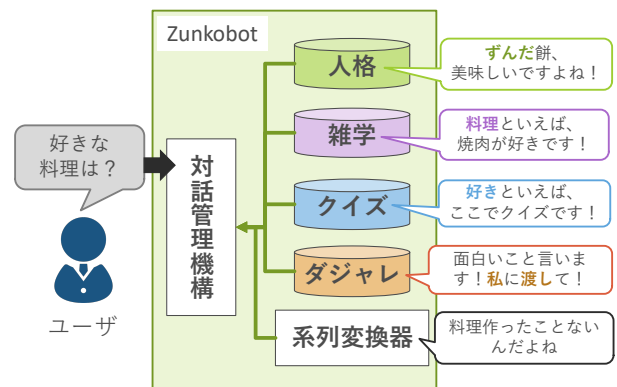 Zunkobot
好きな
料理は？
ユーザ
対話管理機構
人格
ずんだ餅、
美味しいですよね！
雑学
料理といえば、
焼肉が好きです！
クイズ
好きといえば、
ここでクイズです！
ダジャレ
面白いこと言いま
す！私に渡して！
系列変換器
料理作ったことない
んだよね